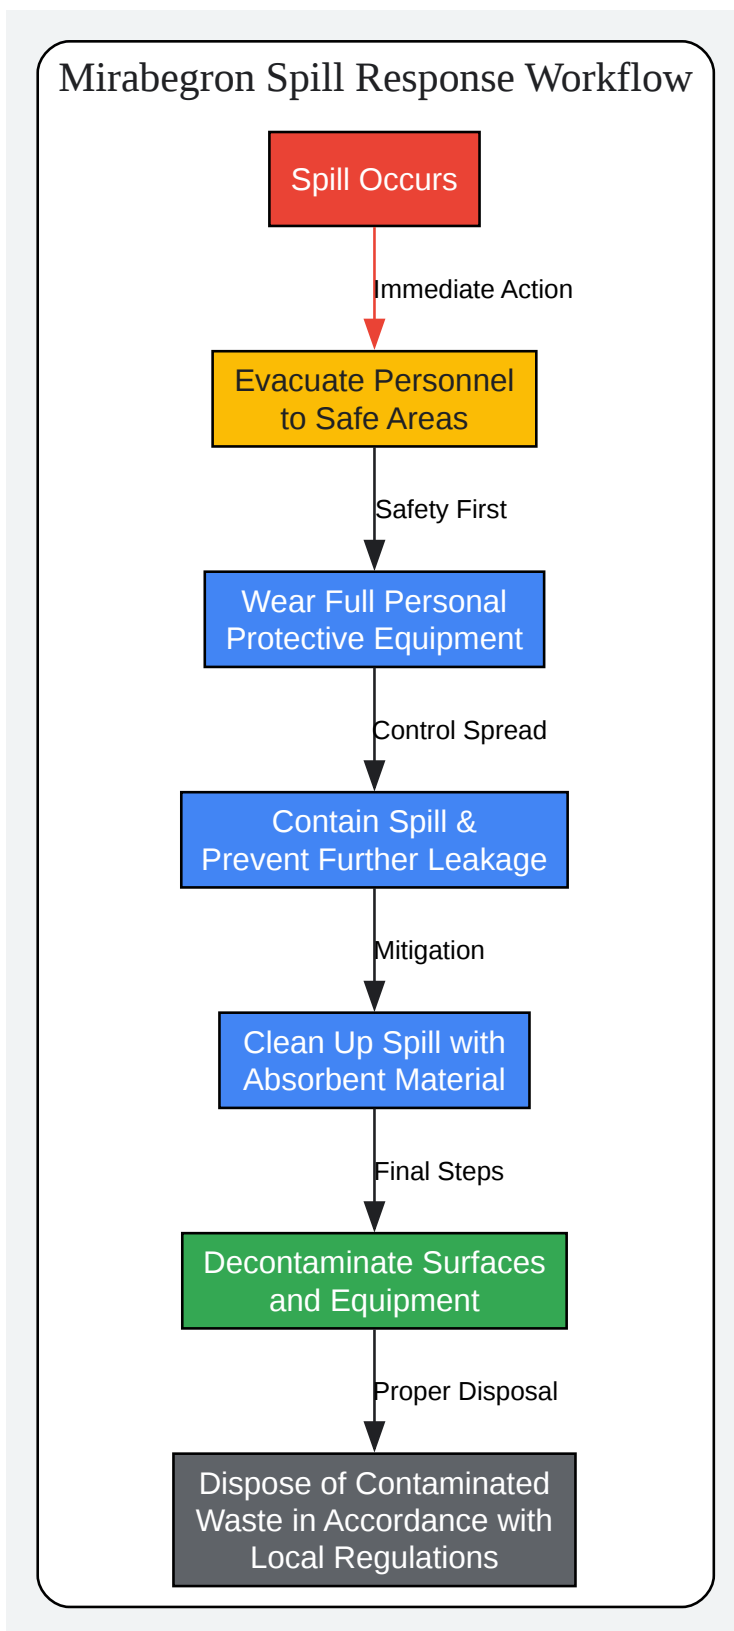 Mirabegron Spill Response Workflow
Spill Occurs
Immediate Action
Evacuate Personnel
to Safe Areas
Safety First
Wear Full Personal
Protective Equipment
Control Spread
Contain Spill &
Prevent Further Leakage
Mitigation
Clean Up Spill with
Absorbent Material
Final Steps
Decontaminate Surfaces
and Equipment
Proper Disposal
Dispose of Contaminated
Waste in Accordance with
Local Regulations